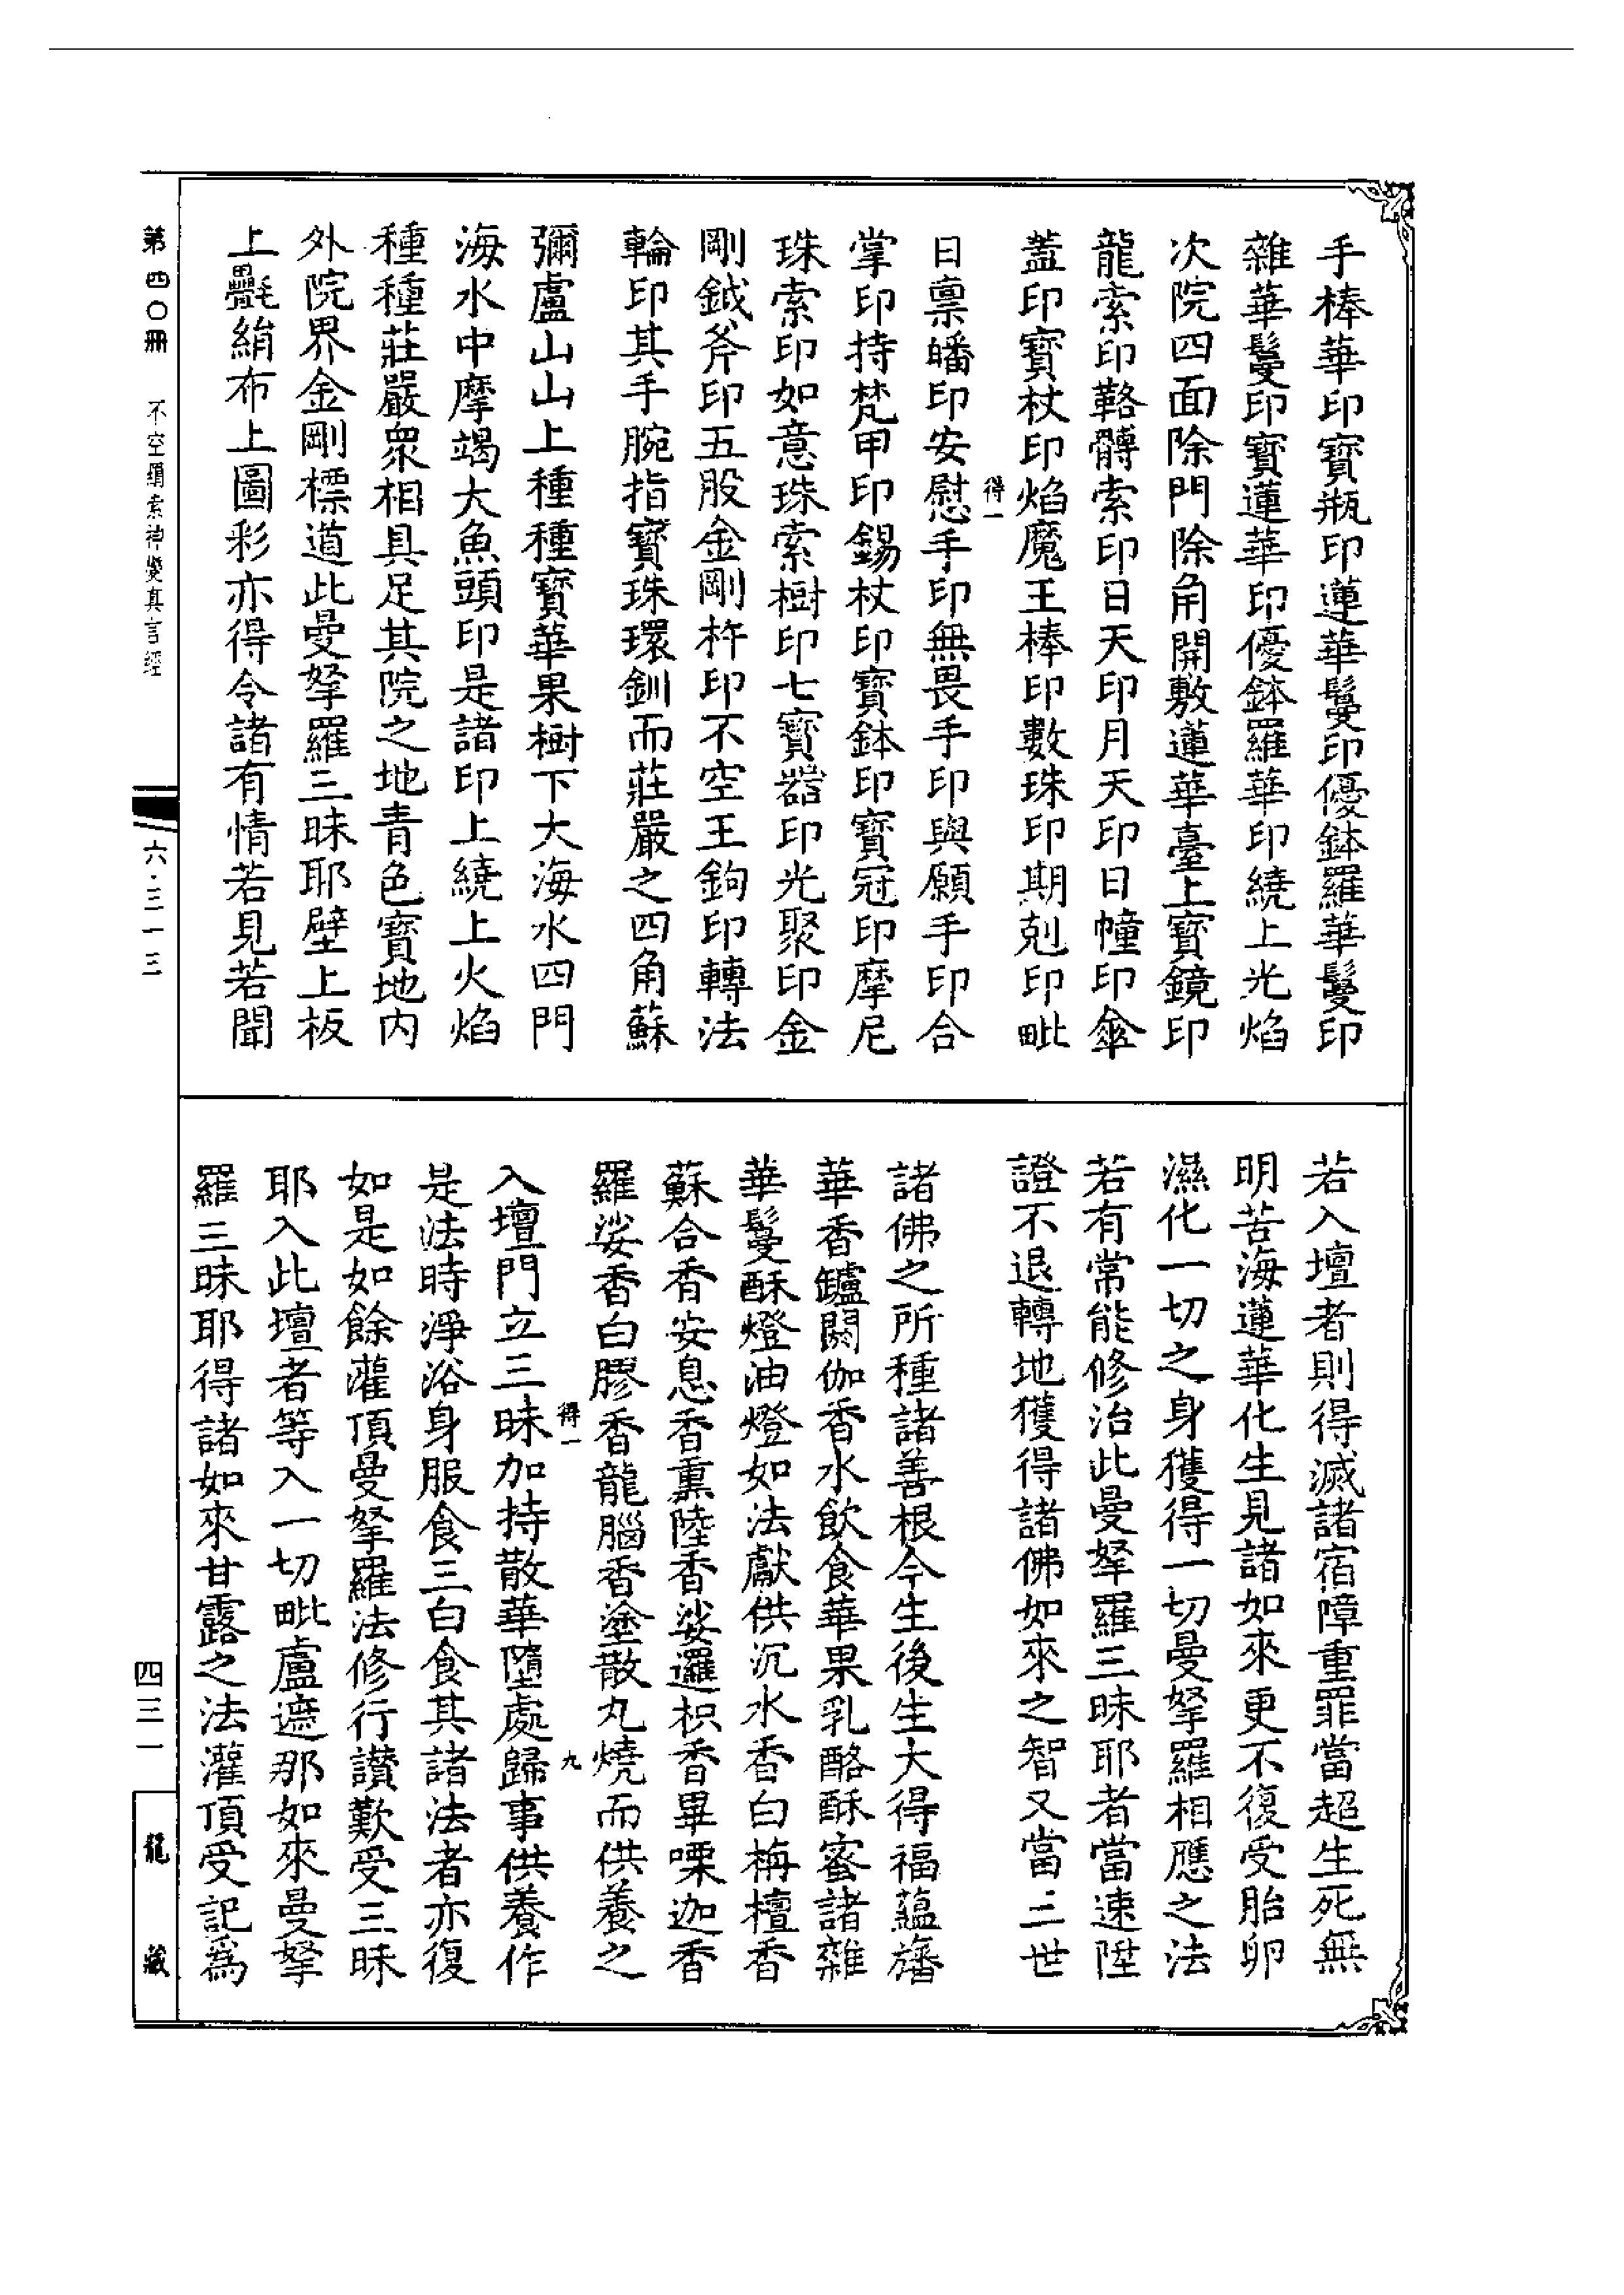 手棒華印寶瓶印蓮華鬘印優鉢羅華鬘印
雜華鬘印寶蓮華印優鉢羅華印繞上光焰
次院四面除門除角開敷蓮華臺上寶鏡印
龍索印鞈髆索印日天印月天印日幢印傘
蓋印寶杖印焰魔王棒印數珠印期剋印毗
得一
日稟皤印安慰手印無畏手印與願手印合
掌印持梵甲印錫杖印寶鉢印寶冠印摩尼
珠索印如意珠索樹印七寶器印光聚印金
剛鉞斧印五股金剛杵印不空王鉤印轉法
輪印其手腕指寶珠環釧而莊嚴之四角蘇
彌盧山山上種種寶華果樹下大海水四門
海水中摩竭大魚頭印是諸印上繞上火焰
種種莊嚴衆相具足其院之地青色寶地內
外院界金剛標道此曼拏羅三昧耶壁上板
上氎絹布上圖彩亦得令諸有情若見若聞
若入壇者則得滅諸宿障重罪當超生死無
明苦海蓮華化生見諸如來更不復受胎卵
濕化一切之身獲得一切曼拏羅相應之法
若有常能修治此曼拏羅三昧耶者當速陞
證不退轉地獲得諸佛如來之智又當三世
諸佛之所種諸善根今生後生大得福蘊旛
華香鑪閼伽香水飲食華果乳酪酥蜜諸雜
華鬘酥燈油燈如法獻供沉水香白栴檀香
蘇合香安息香熏陸香娑邏枳香畢㗚迦香
羅娑香白膠香龍腦香塗散丸燒而供養之
得一
九
入壇門立三昧加持散華墮處歸事供養作
是法時淨浴身服食三白食其諸法者亦復
如是如餘灌頂曼拏羅法修行讚歎受三昧
耶入此壇者等入一切毗盧遮那如來曼拏
羅三昧耶得諸如來甘露之法灌頂受記爲
第四〇冊
不空羂索神變真言經
六·三一三
四三一
龍藏